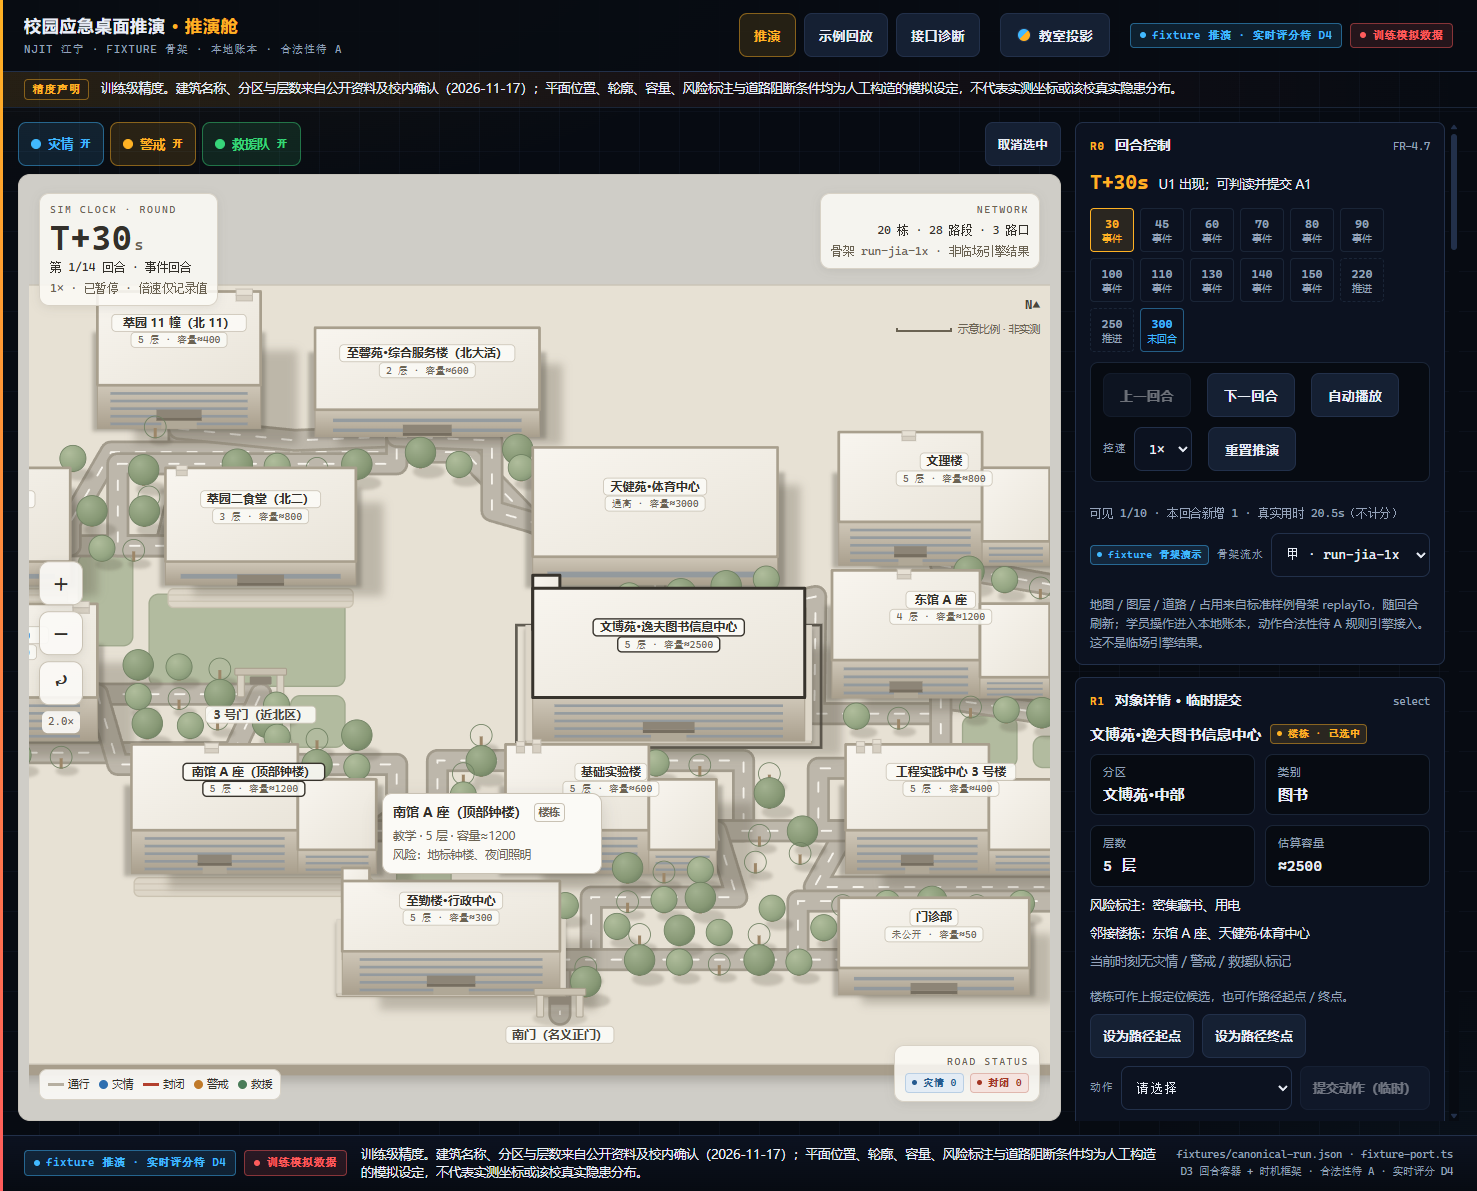 校园应急桌面推演 • 推演舱
NJIT 江宁 · FIXTURE 骨架 · 本地账本 · 合法性待 A
推演
示例回放
接口诊断
教室投影
fixture 推演 · 实时评分待 D4
训练模拟数据
精度声明
训练级精度。建筑名称、分区与层数来自公开资料及校内确认（2026-11-17）；平面位置、轮廓、容量、风险标注与道路阻断条件均为人工构造的模拟设定，不代表实测坐标或该校真实隐患分布。
灾情 开
警戒 开
救援队 开
取消选中
SIM CLOCK · ROUND
T+30s
第 1/14 回合 · 事件回合
1× · 已暂停 · 倍速仅记录值
NETWORK
20 栋 · 28 路段 · 3 路口
骨架 run-jia-1x · 非临场引擎结果
N▲
示意比例 · 非实测
萃园 11 幢（北 11）
5 层 · 容量≈400
至馨苑•综合服务楼（北大活）
2 层 · 容量≈600
萃园二食堂（北二）
3 层 · 容量≈800
天健苑•体育中心
通高 · 容量≈3000
文理楼
5 层 · 容量≈800
文博苑•逸夫图书信息中心
5 层 · 容量≈2500
东馆 A 座
4 层 · 容量≈1200
+
−
2.0×
3 号门（近北区）
南馆 A 座（顶部钟楼）
5 层 · 容量≈1200
基础实验楼
5 层 · 容量≈600
工程实践中心 3 号楼
5 层 · 容量≈400
南馆 A 座（顶部钟楼）
楼栋
教学 · 5 层 · 容量≈1200
风险：地标钟楼、夜间照明
至勤楼•行政中心
5 层 · 容量≈300
门诊部
未公开 · 容量≈50
南门（名义正门）
通行
灾情
封闭
警戒
救援
ROAD STATUS
灾情 0
封闭 0
R0 回合控制
FR-4.7
T+30s U1 出现；可判读并提交 A1
30 事件
45 事件
60 事件
70 事件
80 事件
90 事件
100 事件
110 事件
130 事件
140 事件
150 事件
220 推进
250 推进
300 末回合
上一回合
下一回合
自动播放
控速
1×
重置推演
可见 1/10 · 本回合新增 1 · 真实用时 20.5s（不计分）
fixture 骨架演示
骨架流水
甲 · run-jia-1x
地图 / 图层 / 道路 / 占用来自标准样例骨架 replayTo，随回合
刷新；学员操作进入本地账本，动作合法性待 A 规则引擎接入。
这不是临场引擎结果。
R1 对象详情 • 临时提交
select
文博苑•逸夫图书信息中心
楼栋 · 已选中
分区
文博苑•中部
类别
图书
层数
5 层
估算容量
≈2500
风险标注：密集藏书、用电
邻接楼栋：东馆 A 座、天健苑•体育中心
当前时刻无灾情 / 警戒 / 救援队标记
楼栋可作上报定位候选，也可作路径起点 / 终点。
设为路径起点
设为路径终点
动作
请选择
提交动作（临时）
fixture 推演 · 实时评分待 D4
训练模拟数据
训练级精度。建筑名称、分区与层数来自公开资料及校内确认（2026-11-17）；平面位置、轮廓、容量、风险标注与道路阻断条件均为人工构造
的模拟设定，不代表实测坐标或该校真实隐患分布。
fixtures/canonical-run.json · fixture-port.ts
D3 回合容器 + 时机框架 · 合法性待 A · 实时评分 D4